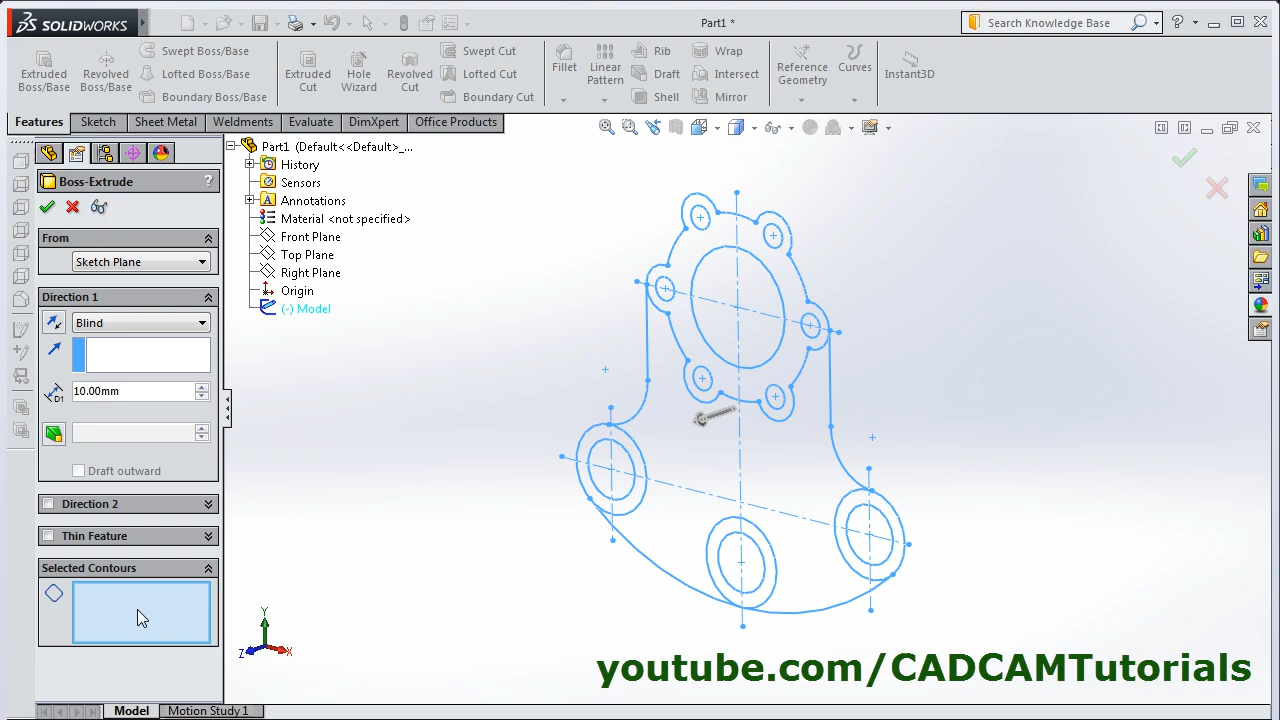 SOLIDWORKS
Part1 *
Search Knowledge Base
?
Extruded Boss/Base
Revolved Boss/Base
Swept Boss/Base
Lofted Boss/Base
Boundary Boss/Base
Extruded Cut
Hole Wizard
Revolved Cut
Swept Cut
Lofted Cut
Boundary Cut
Fillet
Linear Pattern
Rib
Draft
Shell
Wrap
Intersect
Mirror
Reference Geometry
Curves
Instant3D
Features
Sketch
Sheet Metal
Weldments
Evaluate
DimXpert
Office Products
Boss-Extrude
?
From
Sketch Plane
Direction 1
Blind
D1
10.00mm
Draft outward
Direction 2
Thin Feature
Selected Contours
Part1 (Default<<Default>_...
History
Sensors
Annotations
Material <not specified>
Front Plane
Top Plane
Right Plane
Origin
(-) Model
Y
Z
X
youtube.com/CADCAMTutorials
Model
Motion Study 1